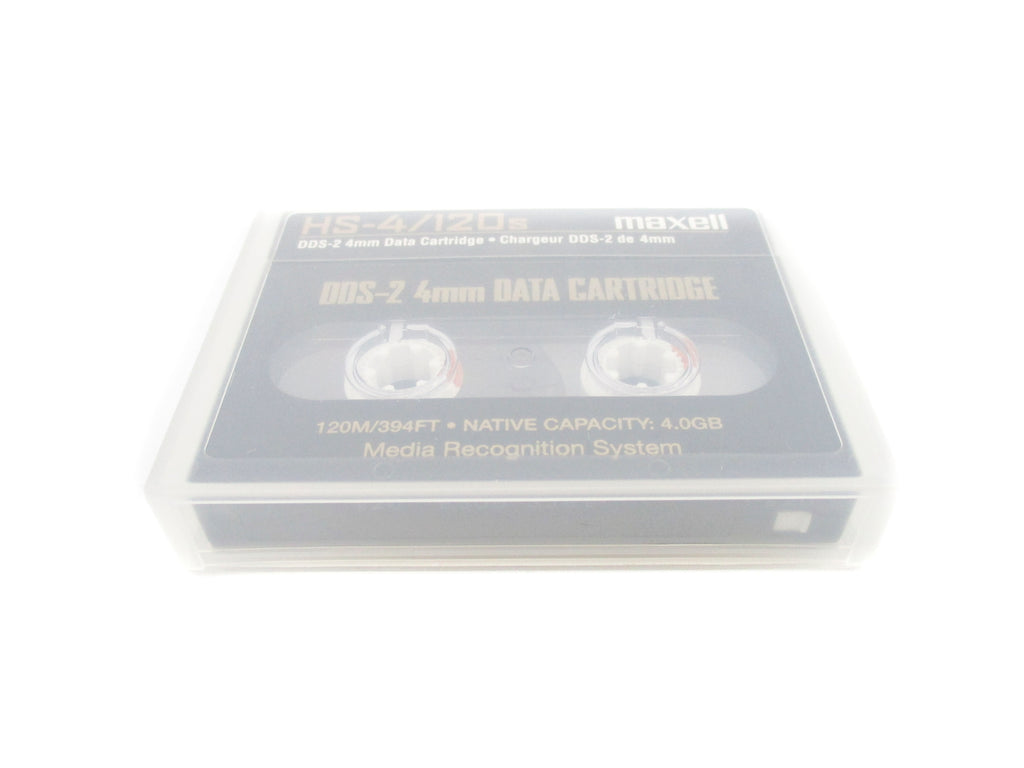 HS-4/120s maxell
DDS-2 4mm Data Cartridge • Chargeur DDS-2 de 4mm
DDS-2 4mm DATA CARTRIDGE
120M/394FT • NATIVE CAPACITY: 4.0GB
Media Recognition System